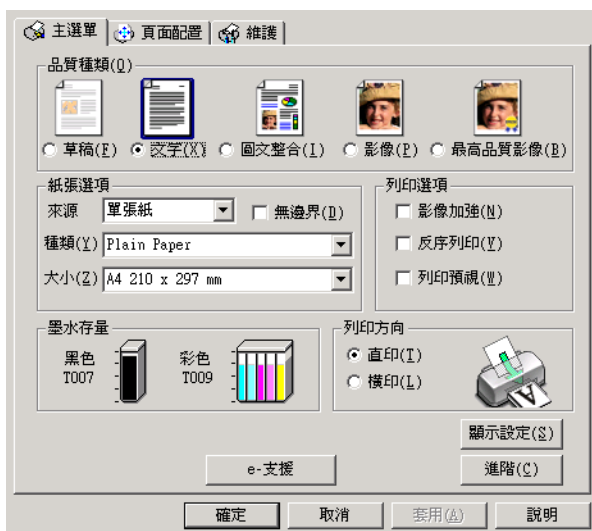 主選單 頁面配置 維護
品質種類(Q)
草稿(F) 文字(X) 圖文整合(I) 影像(P) 最高品質影像(B)
紙張選項
來源 單張紙 無邊界(D)
種類(Y) Plain Paper
大小(Z) A4 210 x 297 mm
列印選項
影像加強(N)
反序列印(V)
列印預視(W)
墨水存量
黑色 彩色
T007 T009
列印方向
直印(T)
橫印(L)
顯示設定(S)
e-支援 進階(C)
確定 取消 套用(A) 說明